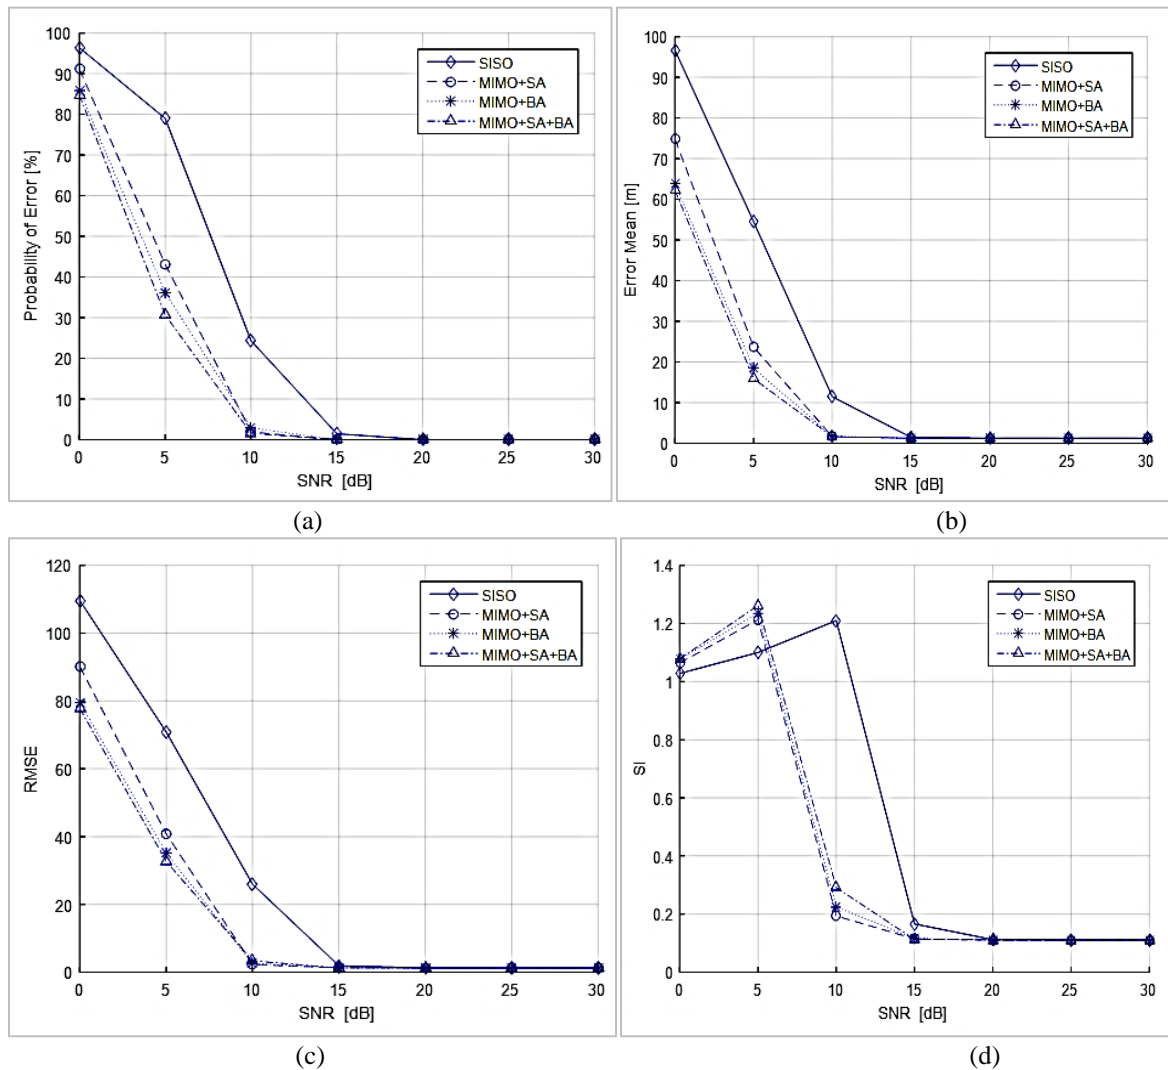 100
90
80
70
60
50
40
30
20
10
0
Probability of Error [%]
SISO
MIMO+SA
MIMO+BA
MIMO+SA+BA
0 5 10 15 20 25 30
SNR [dB]
(a)
100
90
80
70
60
50
40
30
20
10
0
Error Mean [m]
SISO
MIMO+SA
MIMO+BA
MIMO+SA+BA
0 5 10 15 20 25 30
SNR [dB]
(b)
120
100
80
60
40
20
0
RMSE
SISO
MIMO+SA
MIMO+BA
MIMO+SA+BA
0 5 10 15 20 25 30
SNR [dB]
(c)
1.4
1.2
1
0.8
0.6
0.4
0.2
0
SI
SISO
MIMO+SA
MIMO+BA
MIMO+SA+BA
0 5 10 15 20 25 30
SNR [dB]
(d)